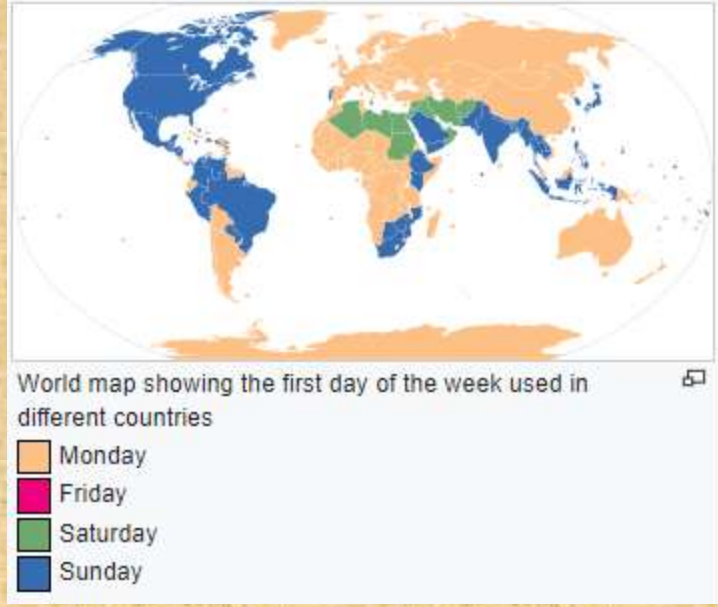 World map showing the first day of the week used in
different countries
Monday
Friday
Saturday
Sunday